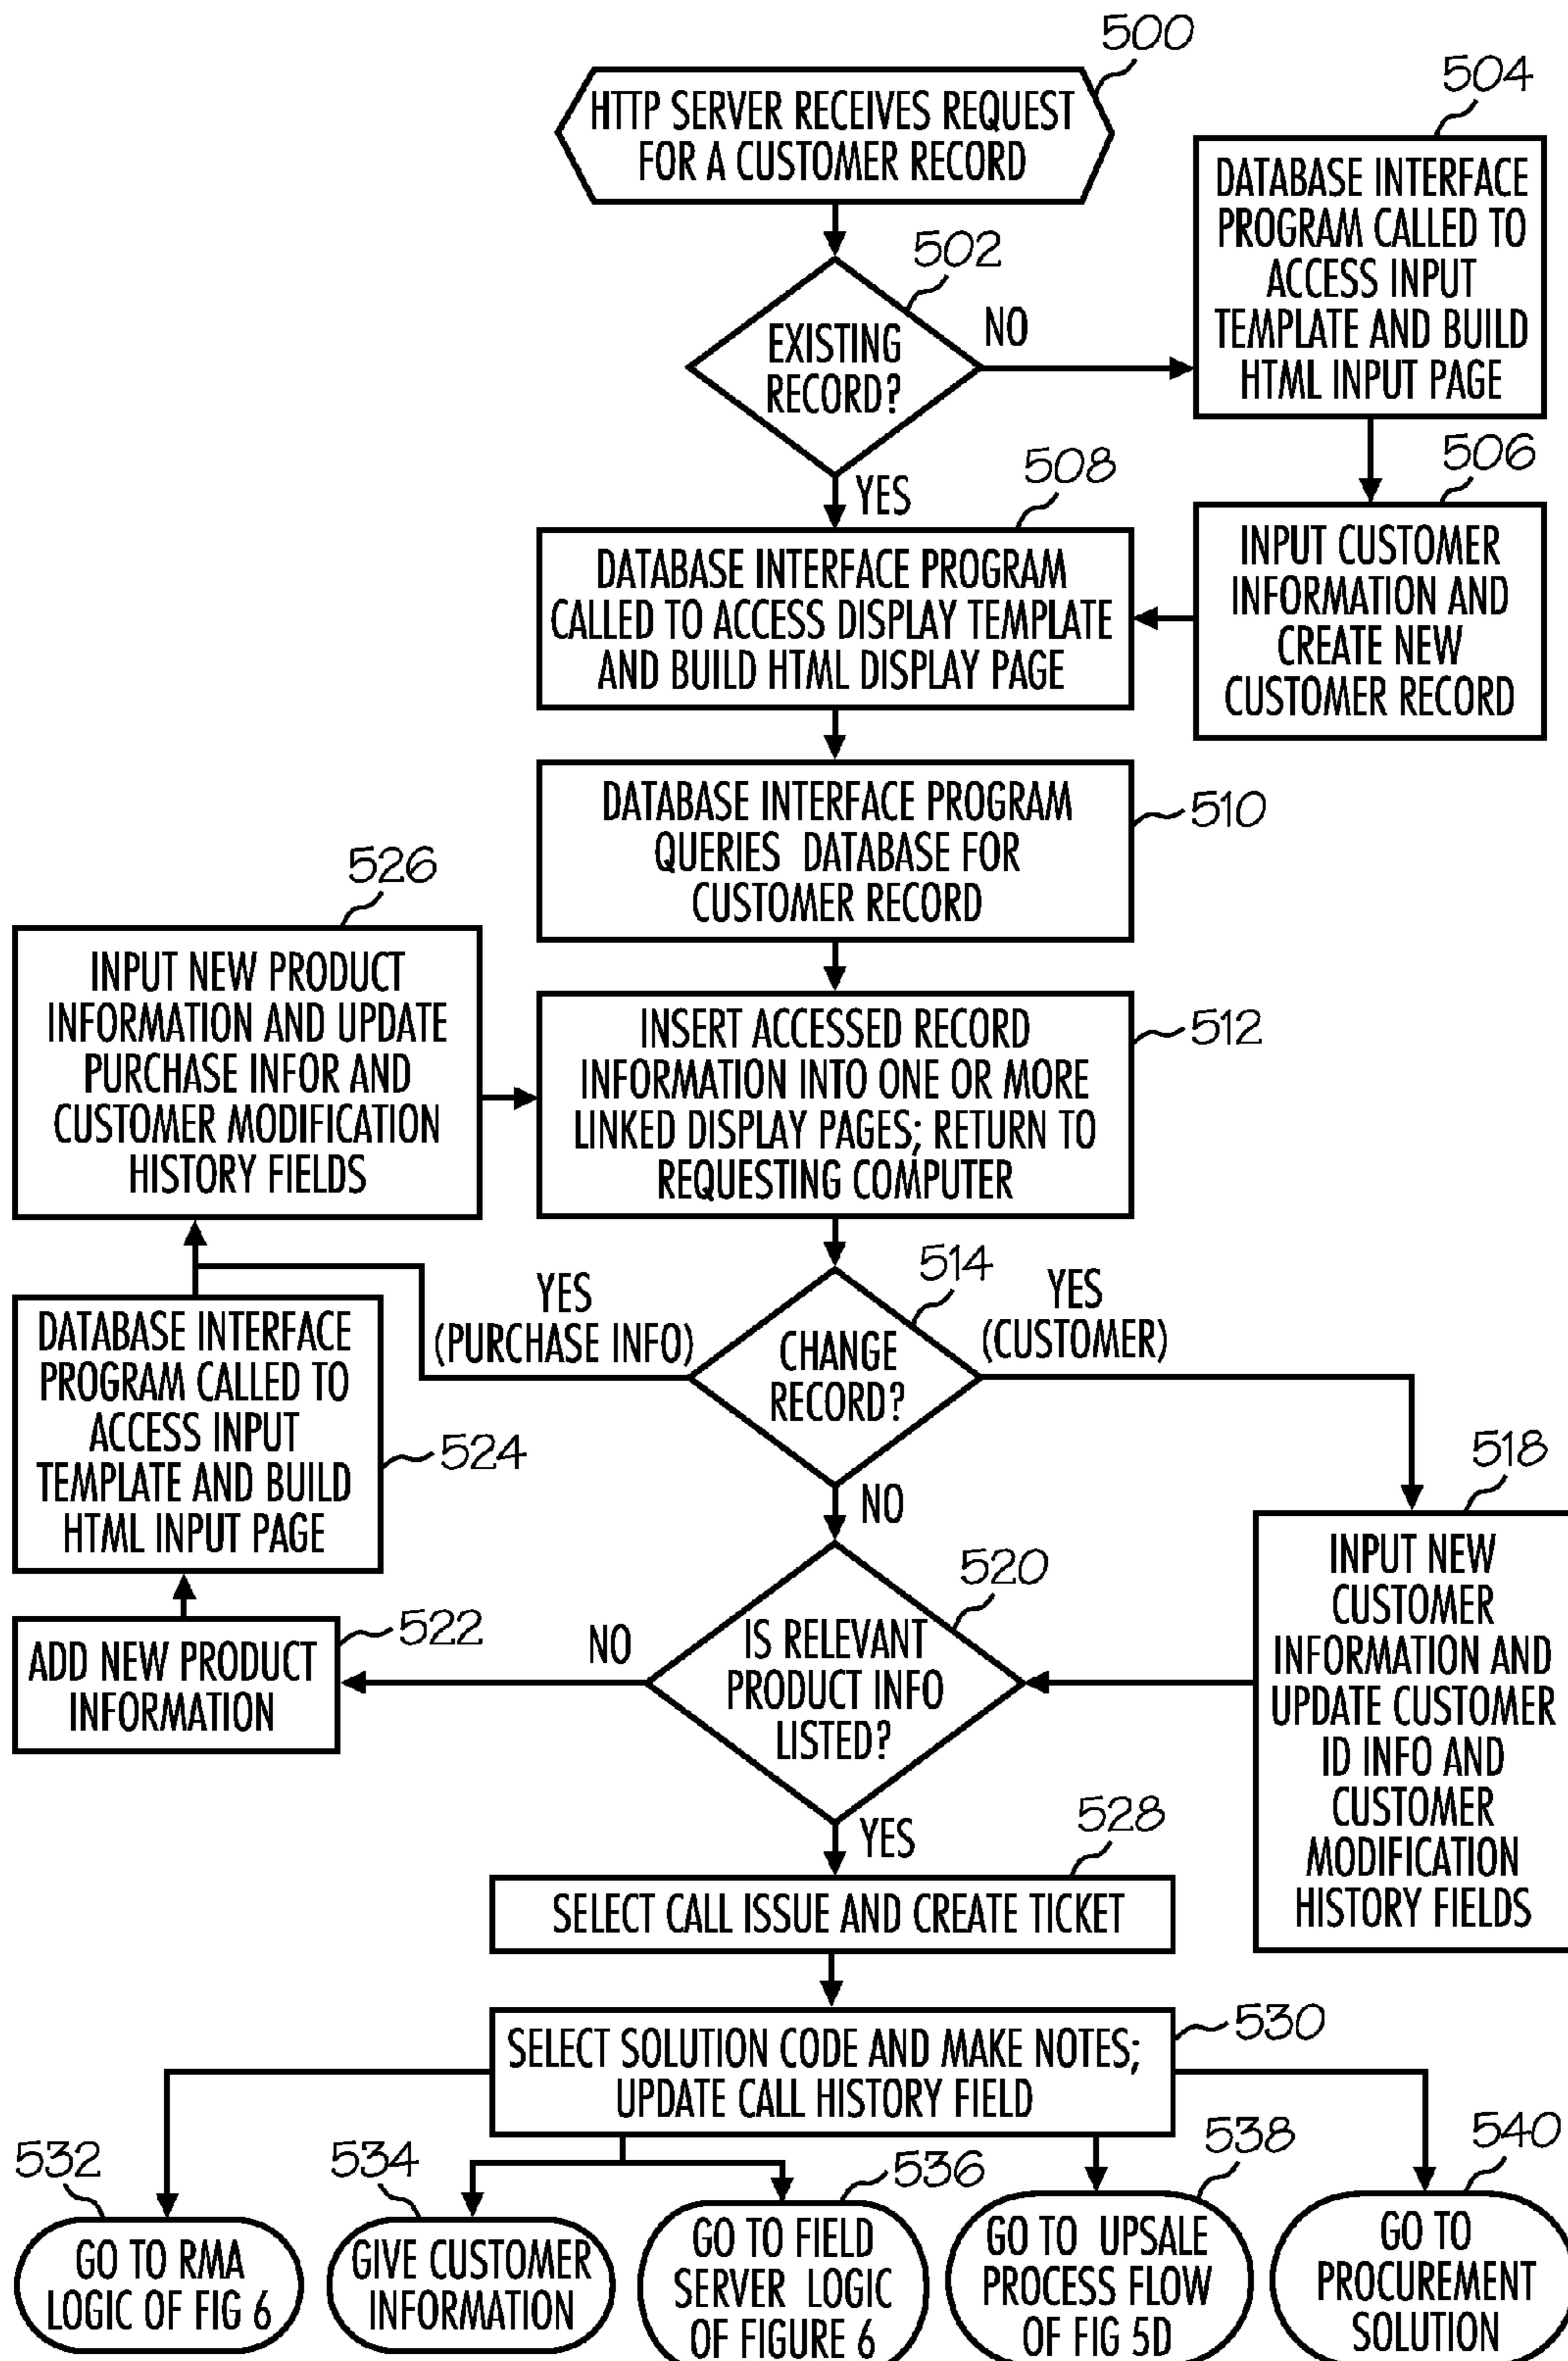 500
HTTP SERVER RECEIVES REQUEST
FOR A CUSTOMER RECORD
504
DATABASE INTERFACE
PROGRAM CALLED TO
ACCESS INPUT
TEMPLATE AND BUILD
HTML INPUT PAGE
502
EXISTING
RECORD?
NO
YES
508
DATABASE INTERFACE PROGRAM
CALLED TO ACCESS DISPLAY TEMPLATE
AND BUILD HTML DISPLAY PAGE
506
INPUT CUSTOMER
INFORMATION AND
CREATE NEW
CUSTOMER RECORD
DATABASE INTERFACE PROGRAM
QUERIES DATABASE FOR
CUSTOMER RECORD
510
526
INPUT NEW PRODUCT
INFORMATION AND UPDATE
PURCHASE INFOR AND
CUSTOMER MODIFICATION
HISTORY FIELDS
INSERT ACCESSED RECORD
INFORMATION INTO ONE OR MORE
LINKED DISPLAY PAGES; RETURN TO
REQUESTING COMPUTER
512
514
CHANGE
RECORD?
YES
(PURCHASE INFO)
YES
(CUSTOMER)
NO
DATABASE INTERFACE
PROGRAM CALLED TO
ACCESS INPUT
TEMPLATE AND BUILD
HTML INPUT PAGE
524
518
INPUT NEW
CUSTOMER
INFORMATION AND
UPDATE CUSTOMER
ID INFO AND
CUSTOMER
MODIFICATION
HISTORY FIELDS
520
IS RELEVANT
PRODUCT INFO
LISTED?
NO
522
ADD NEW PRODUCT
INFORMATION
YES
528
SELECT CALL ISSUE AND CREATE TICKET
SELECT SOLUTION CODE AND MAKE NOTES;
UPDATE CALL HISTORY FIELD
530
532
GO TO RMA
LOGIC OF FIG 6
534
GIVE CUSTOMER
INFORMATION
536
GO TO FIELD
SERVER LOGIC
OF FIGURE 6
538
GO TO UPSALE
PROCESS FLOW
OF FIG 5D
540
GO TO
PROCUREMENT
SOLUTION